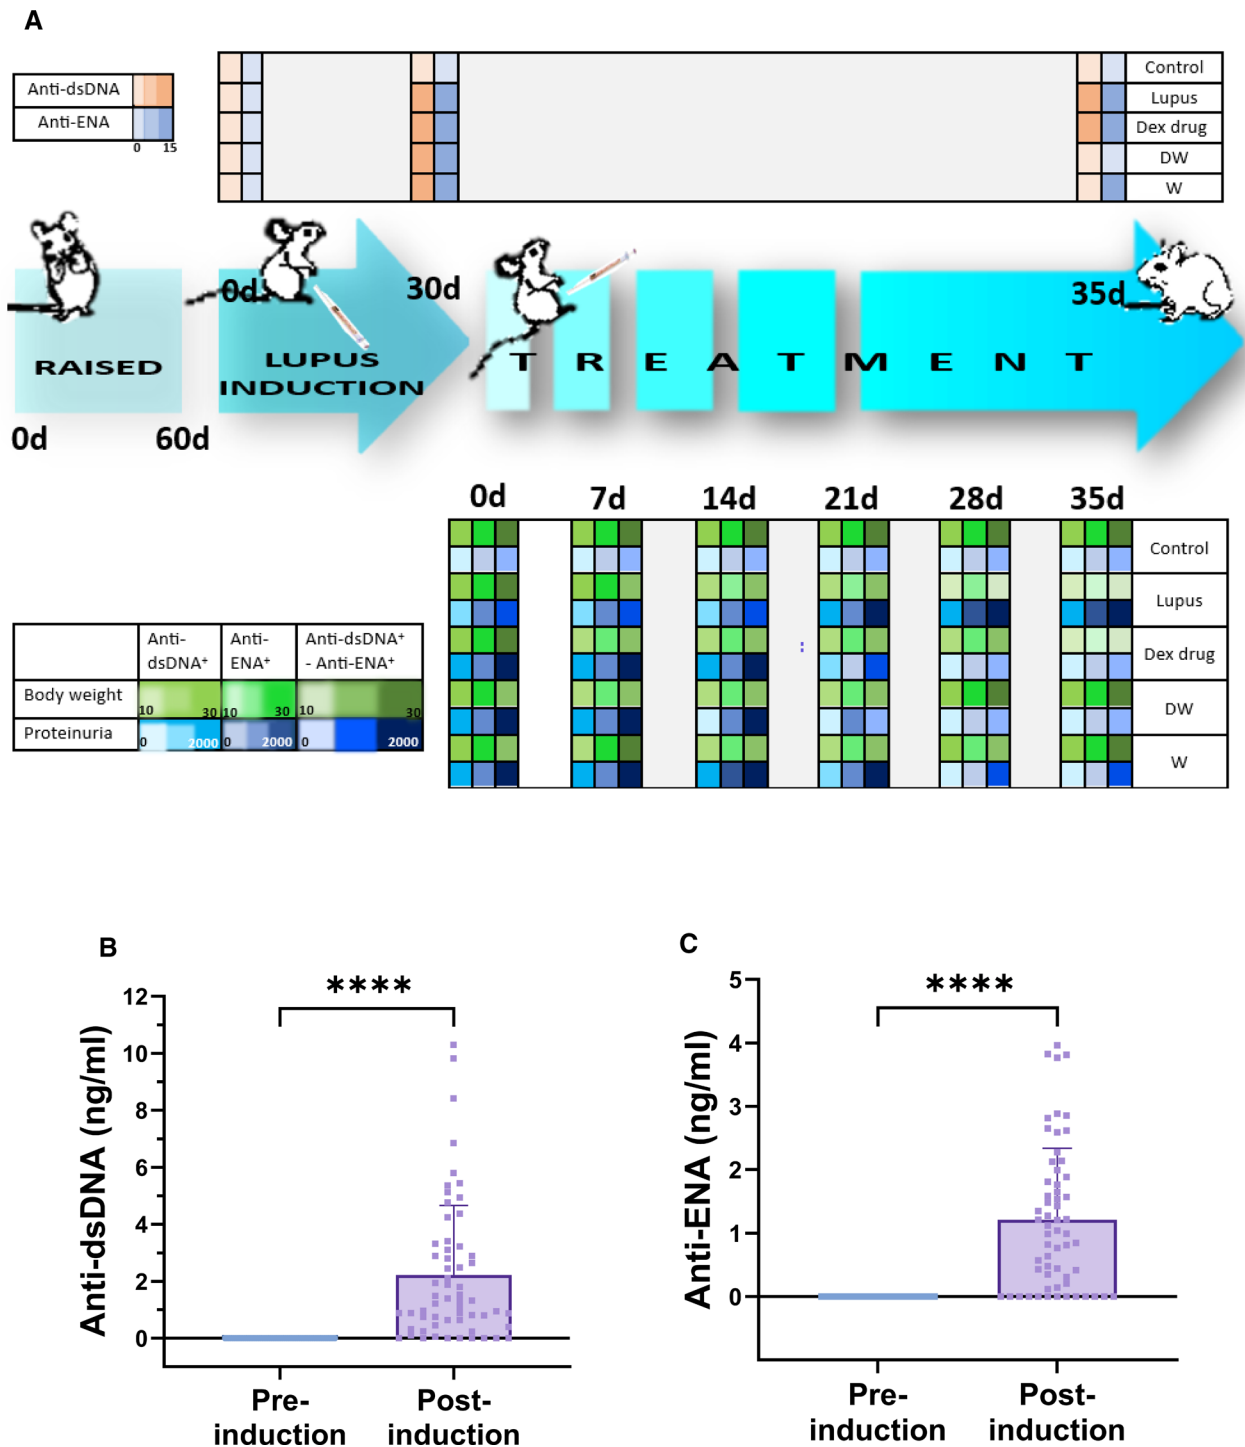 A
Anti-dsDNA
Anti-ENA
0 15
Control
Lupus
Dex drug
DW
W
0d 30d 35d
RAISED
LUPUS
INDUCTION
T R E A T M E N T
0d 60d
0d 7d 14d 21d 28d 35d
Control
Lupus
Dex drug
DW
W
Anti-
dsDNA⁺
Anti-
ENA⁺
Anti-dsDNA⁺
- Anti-ENA⁺
Body weight 10 30 10 30 10 30
Proteinuria 0 2000 0 2000 0 2000
B
****
Anti-dsDNA (ng/ml)
12
10
8
6
4
2
0
Pre-
induction
Post-
induction
C
****
Anti-ENA (ng/ml)
5
4
3
2
1
0
Pre-
induction
Post-
induction